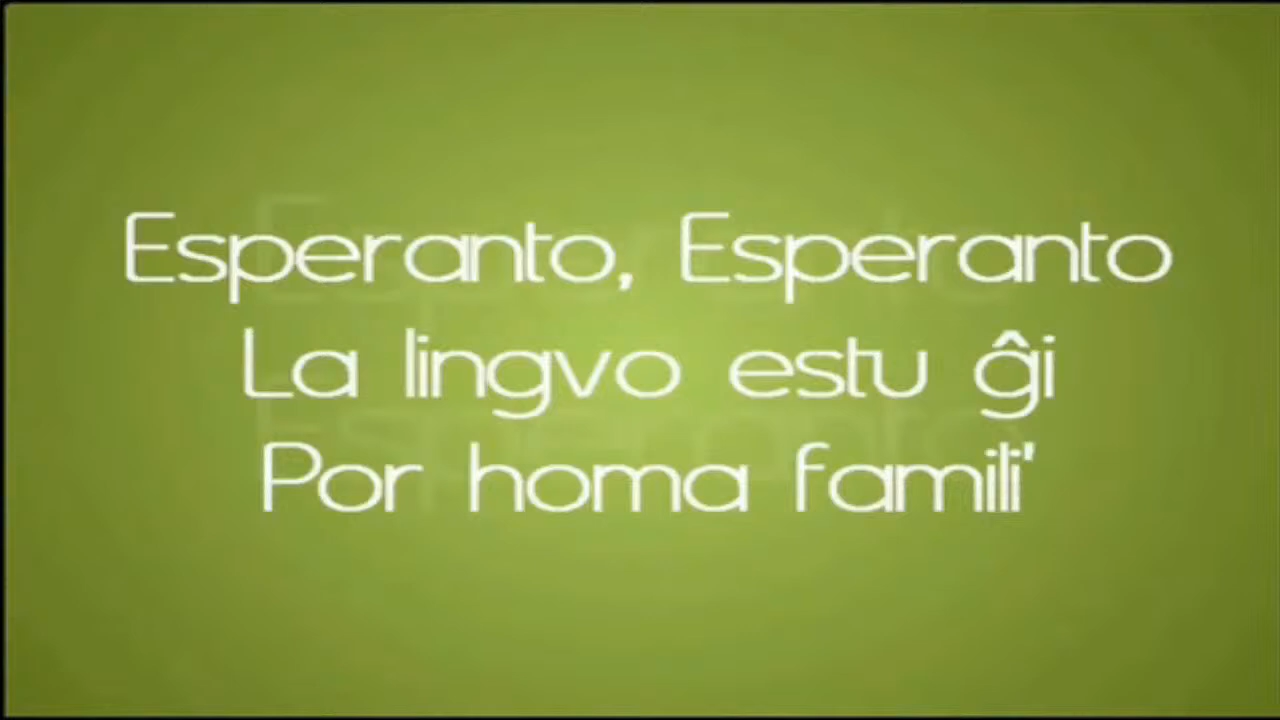 Esperanto, Esperanto
La lingvo estu ĝi
Por homa famili'